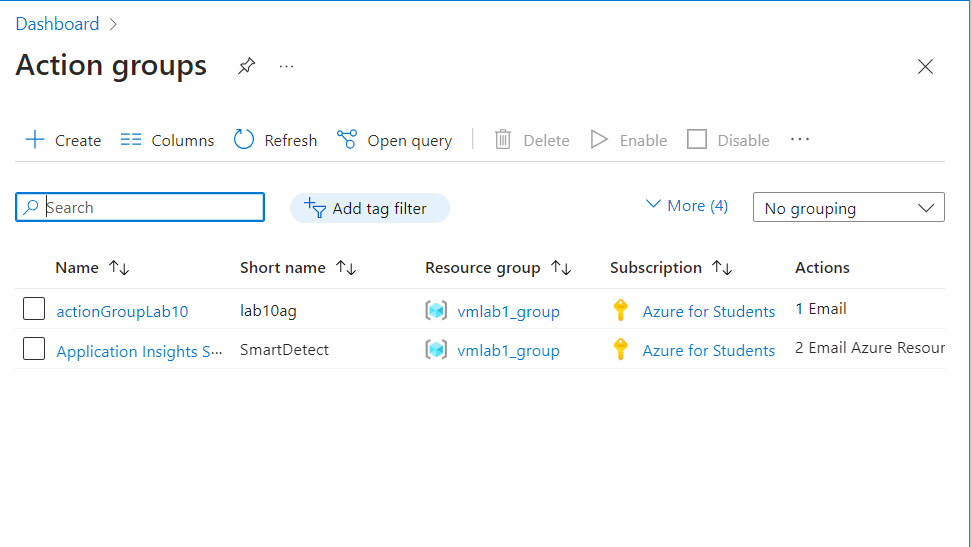 Dashboard
Action groups
Create Columns Refresh Open query Delete Enable Disable
Search Add tag filter More (4) No grouping
Name Short name Resource group Subscription Actions
actionGroupLab10 lab10ag vmlab1_group Azure for Students 1 Email
Application Insights S··· SmartDetect vmlab1_group Azure for Students 2 Email Azure Resour